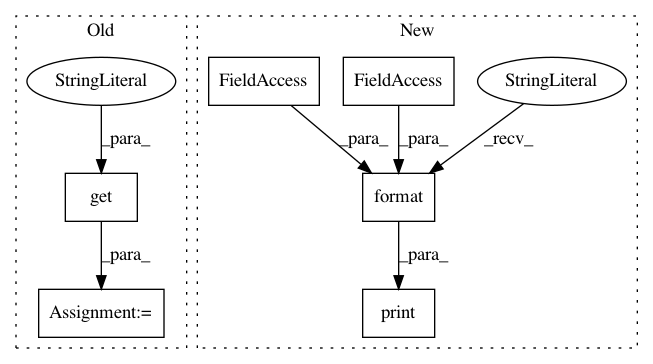 Old
New
StringLiteral
FieldAccess
FieldAccess
StringLiteral
_para_
_para_
_para_
_recv_
get
format
_para_
_para_
Assignment:=
print